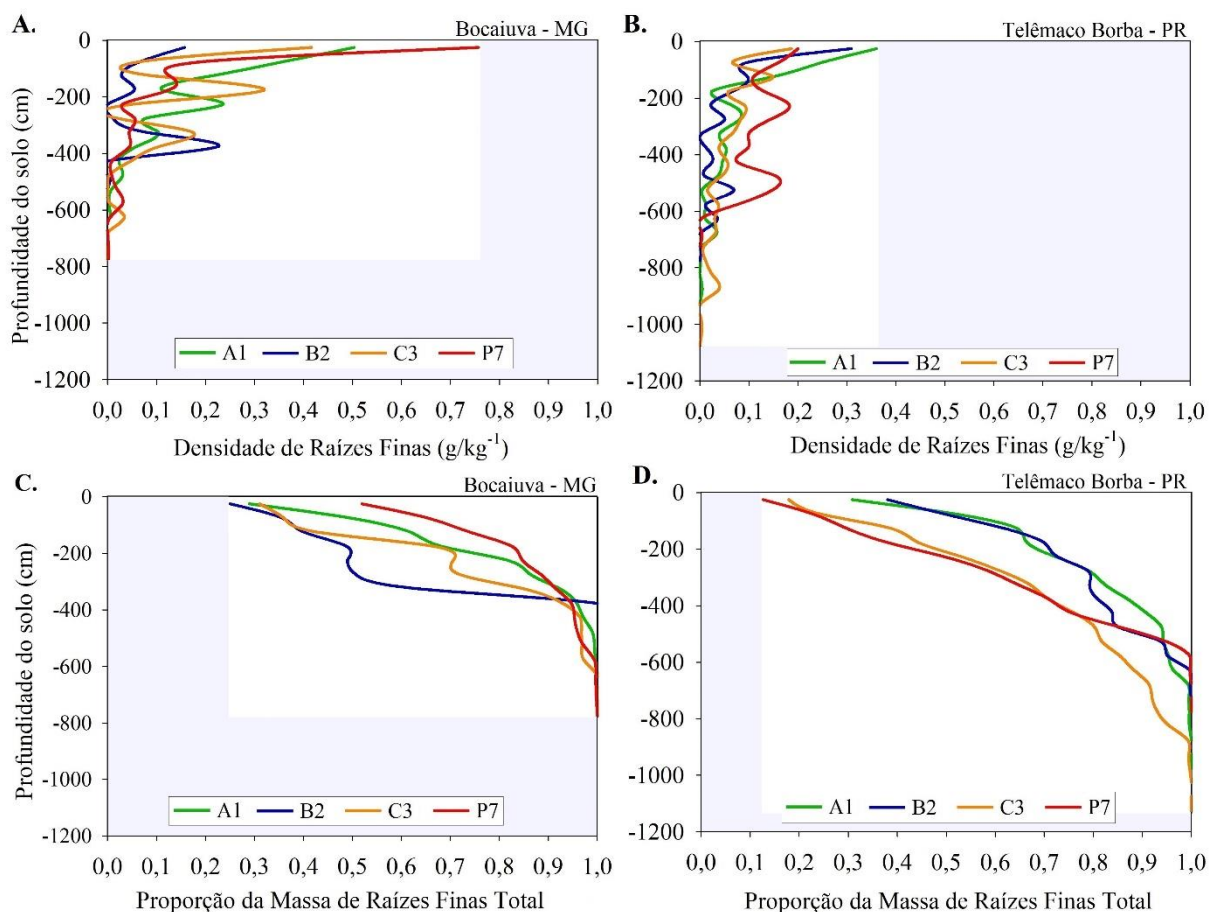 A.
Bocaiuva - MG
Profundidade do solo (cm)
0
-200
-400
-600
-800
-1000
-1200
A1 B2 C3 P7
0,0 0,1 0,2 0,3 0,4 0,5 0,6 0,7 0,8 0,9 1,0
Densidade de Raízes Finas (g/kg⁻¹)
B.
Telêmaco Borba - PR
0
-200
-400
-600
-800
-1000
-1200
A1 B2 C3 P7
0,0 0,1 0,2 0,3 0,4 0,5 0,6 0,7 0,8 0,9 1,0
Densidade de Raízes Finas (g/kg⁻¹)
C.
Bocaiuva - MG
Profundidade do solo (cm)
0
-200
-400
-600
-800
-1000
-1200
A1 B2 C3 P7
0,0 0,1 0,2 0,3 0,4 0,5 0,6 0,7 0,8 0,9 1,0
Proporção da Massa de Raízes Finas Total
D.
Telêmaco Borba - PR
0
-200
-400
-600
-800
-1000
-1200
A1 B2 C3 P7
0,0 0,1 0,2 0,3 0,4 0,5 0,6 0,7 0,8 0,9 1,0
Proporção da Massa de Raízes Finas Total